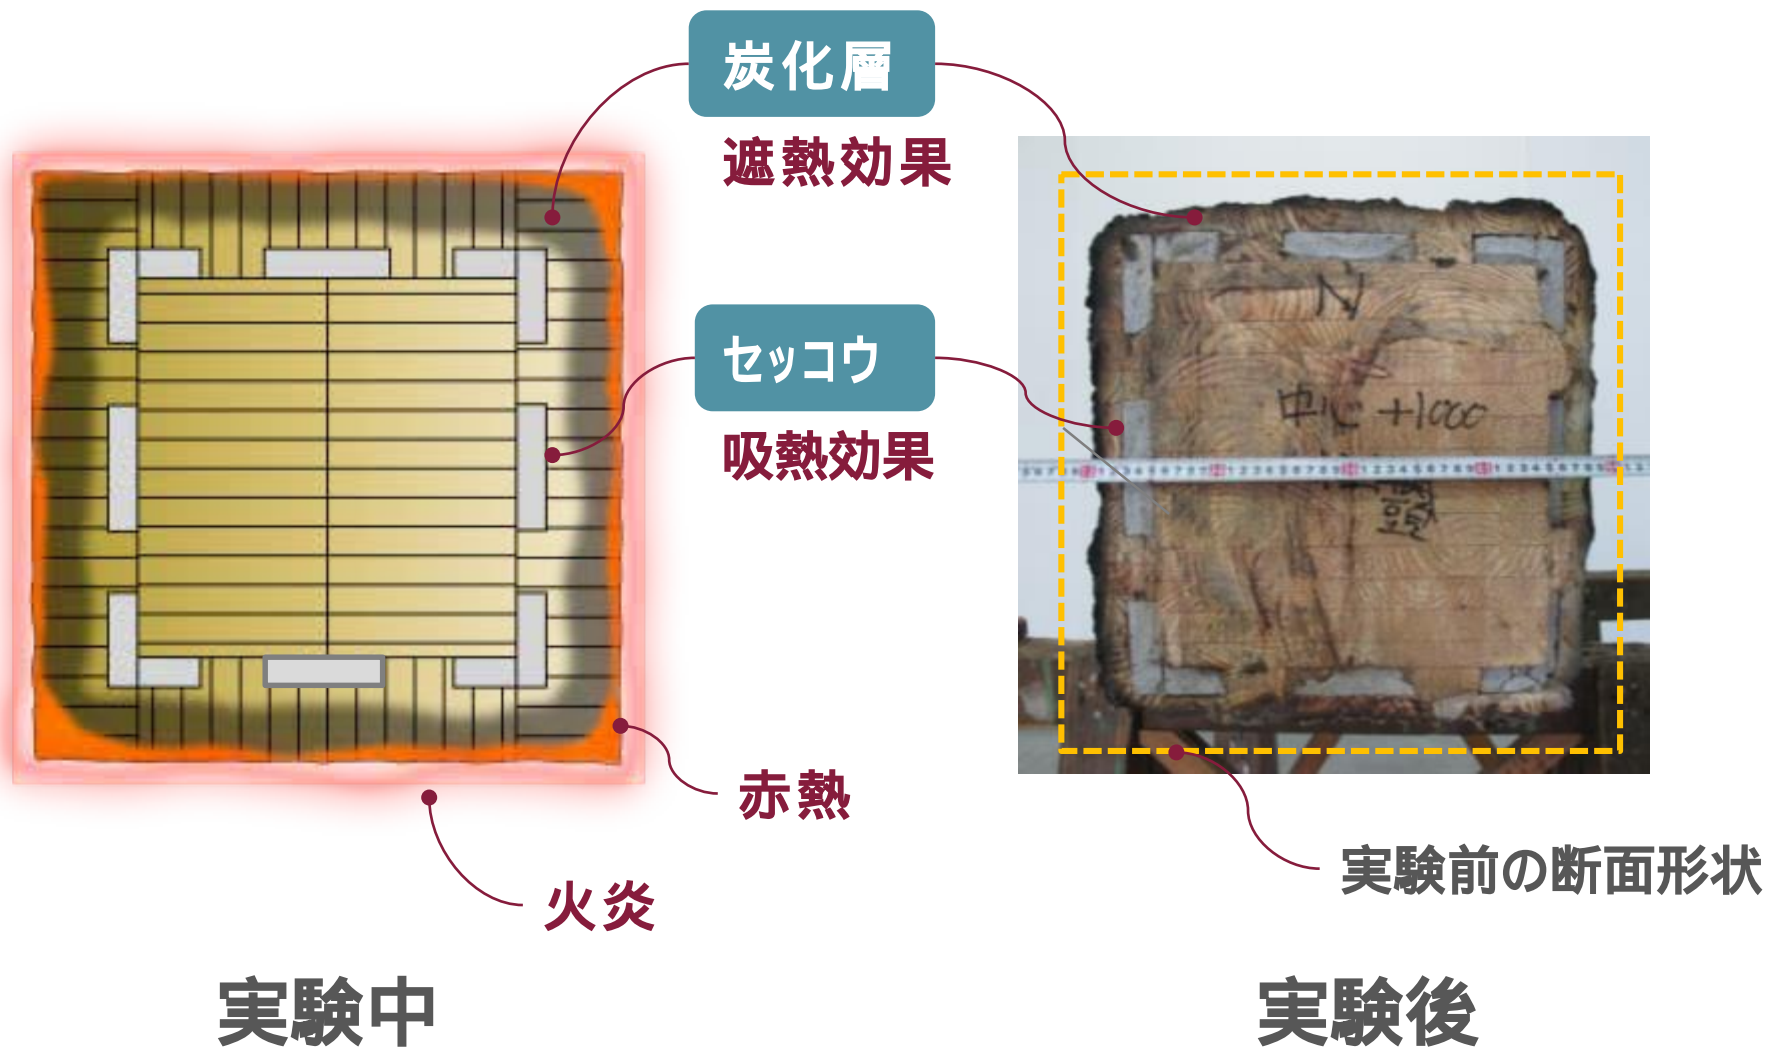 炭化層
遮熱効果
セッコウ
吸熱効果
N
中心 +1000
頭
赤熱
火炎
実験前の断面形状
実験中
実験後